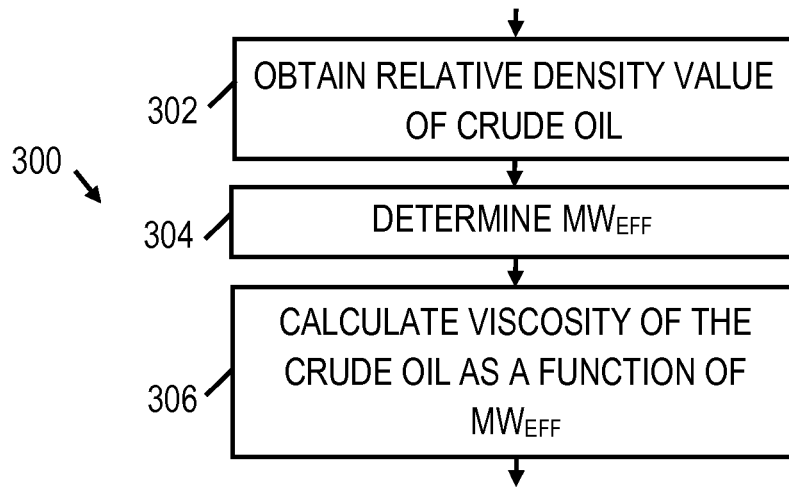 OBTAIN RELATIVE DENSITY VALUE
OF CRUDE OIL
302
300
DETERMINE MWEFF
304
CALCULATE VISCOSITY OF THE
CRUDE OIL AS A FUNCTION OF
MWEFF
306